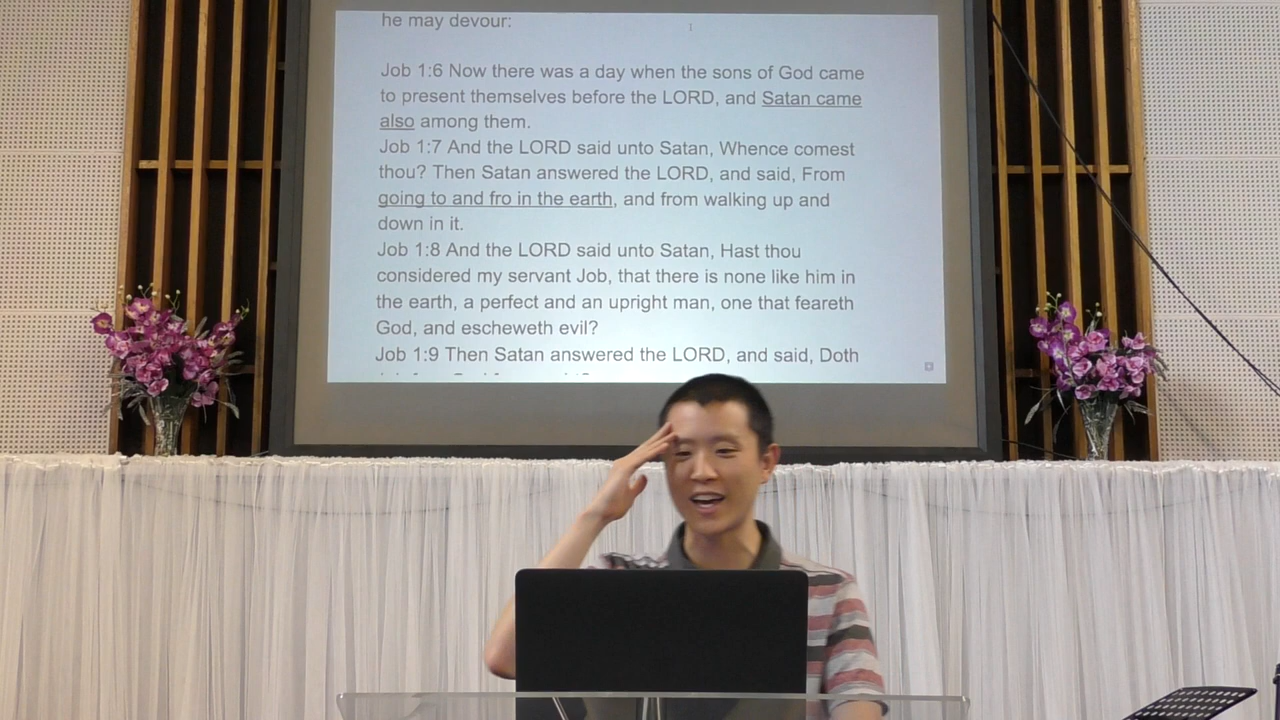 he may devour:
Job 1:6 Now there was a day when the sons of God came
to present themselves before the LORD, and Satan came
also among them.
Job 1:7 And the LORD said unto Satan, Whence comest
thou? Then Satan answered the LORD, and said, From
going to and fro in the earth, and from walking up and
down in it.
Job 1:8 And the LORD said unto Satan, Hast thou
considered my servant Job, that there is none like him in
the earth, a perfect and an upright man, one that feareth
God, and escheweth evil?
Job 1:9 Then Satan answered the LORD, and said, Doth